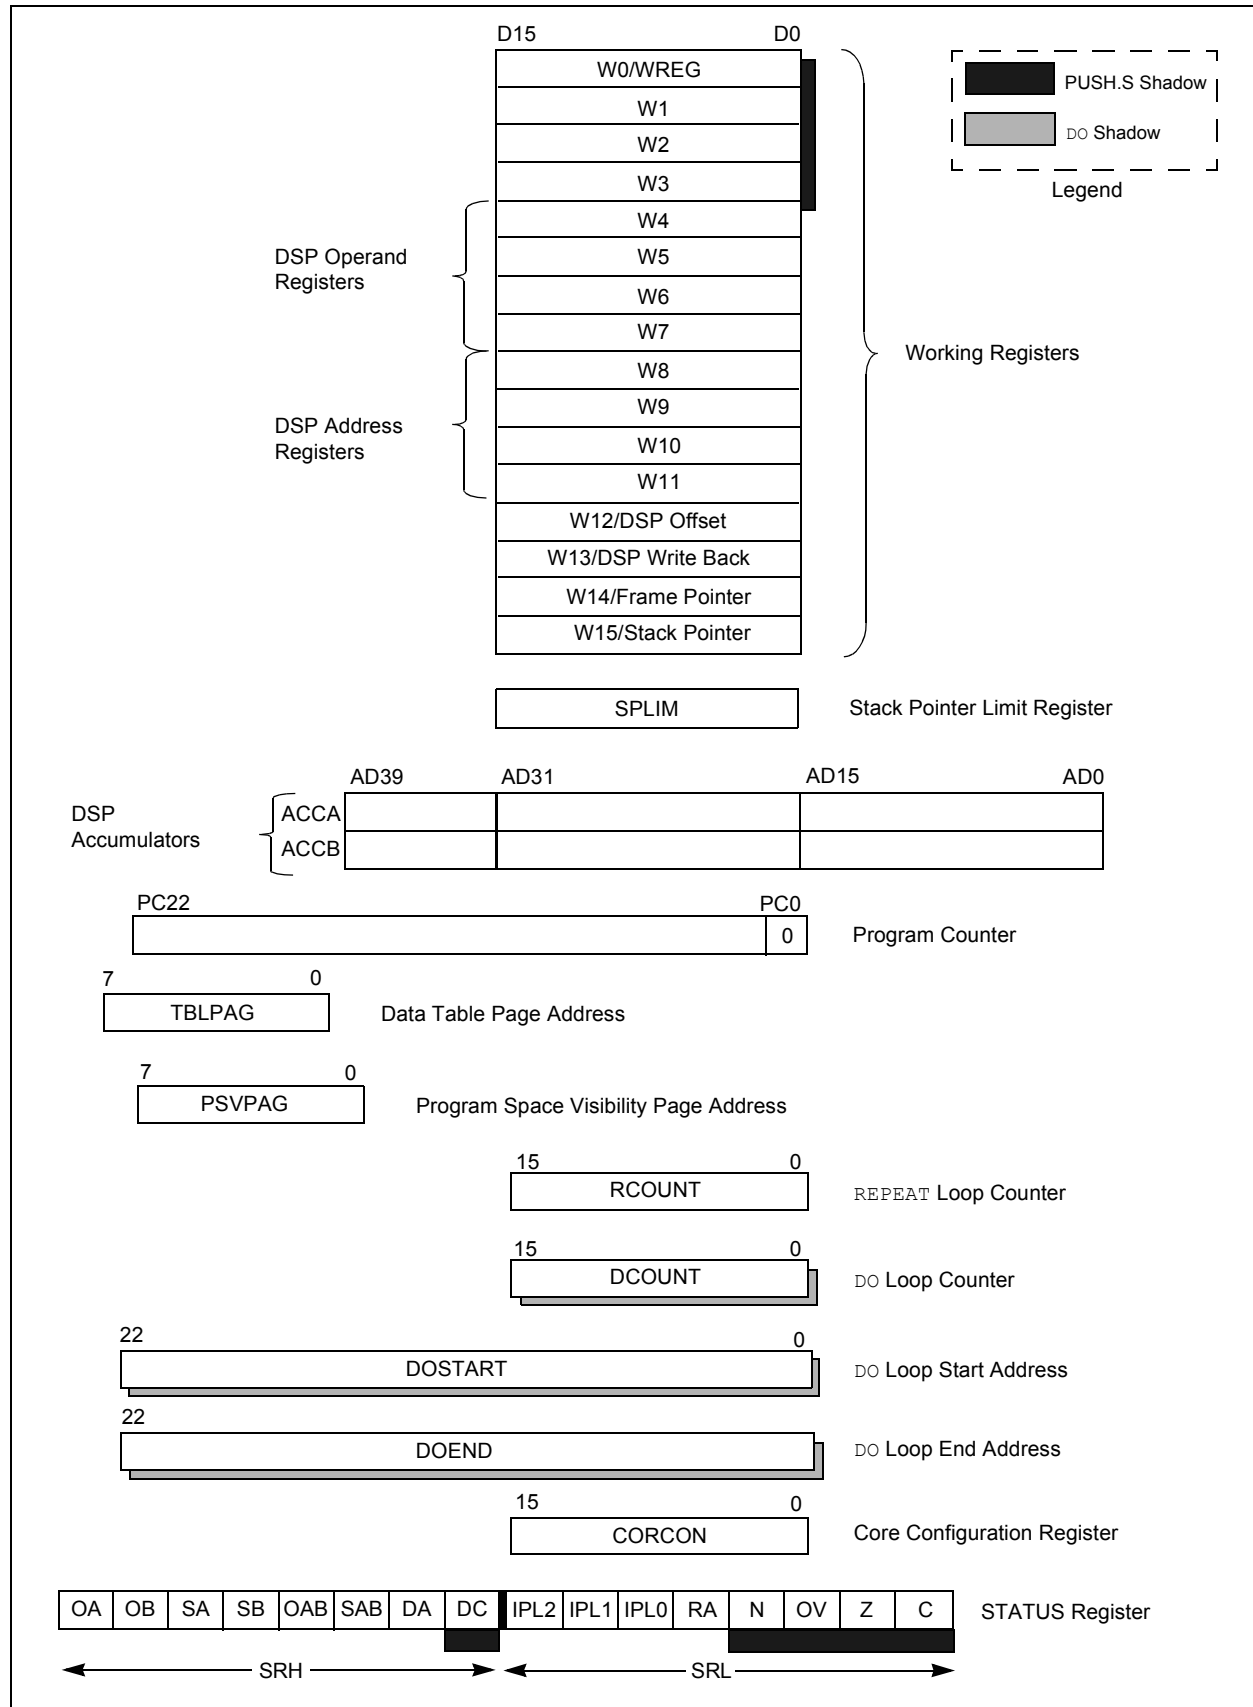 D15 D0
W0/WREG
PUSH.S Shadow
W1
DO Shadow
W2
W3
Legend
W4
DSP Operand
Registers
W5
W6
W7
Working Registers
W8
W9
DSP Address
Registers
W10
W11
W12/DSP Offset
W13/DSP Write Back
W14/Frame Pointer
W15/Stack Pointer
SPLIM Stack Pointer Limit Register
AD39 AD31 AD15 AD0
DSP
Accumulators
ACCA
ACCB
PC22 PC0
0 Program Counter
7 0
TBLPAG Data Table Page Address
7 0
PSVPAG Program Space Visibility Page Address
15 0
RCOUNT REPEAT Loop Counter
15 0
DCOUNT DO Loop Counter
22 0
DOSTART DO Loop Start Address
22
DOEND DO Loop End Address
15 0
CORCON Core Configuration Register
OA OB SA SB OAB SAB DA DC IPL2 IPL1 IPL0 RA N OV Z C STATUS Register
SRH SRL